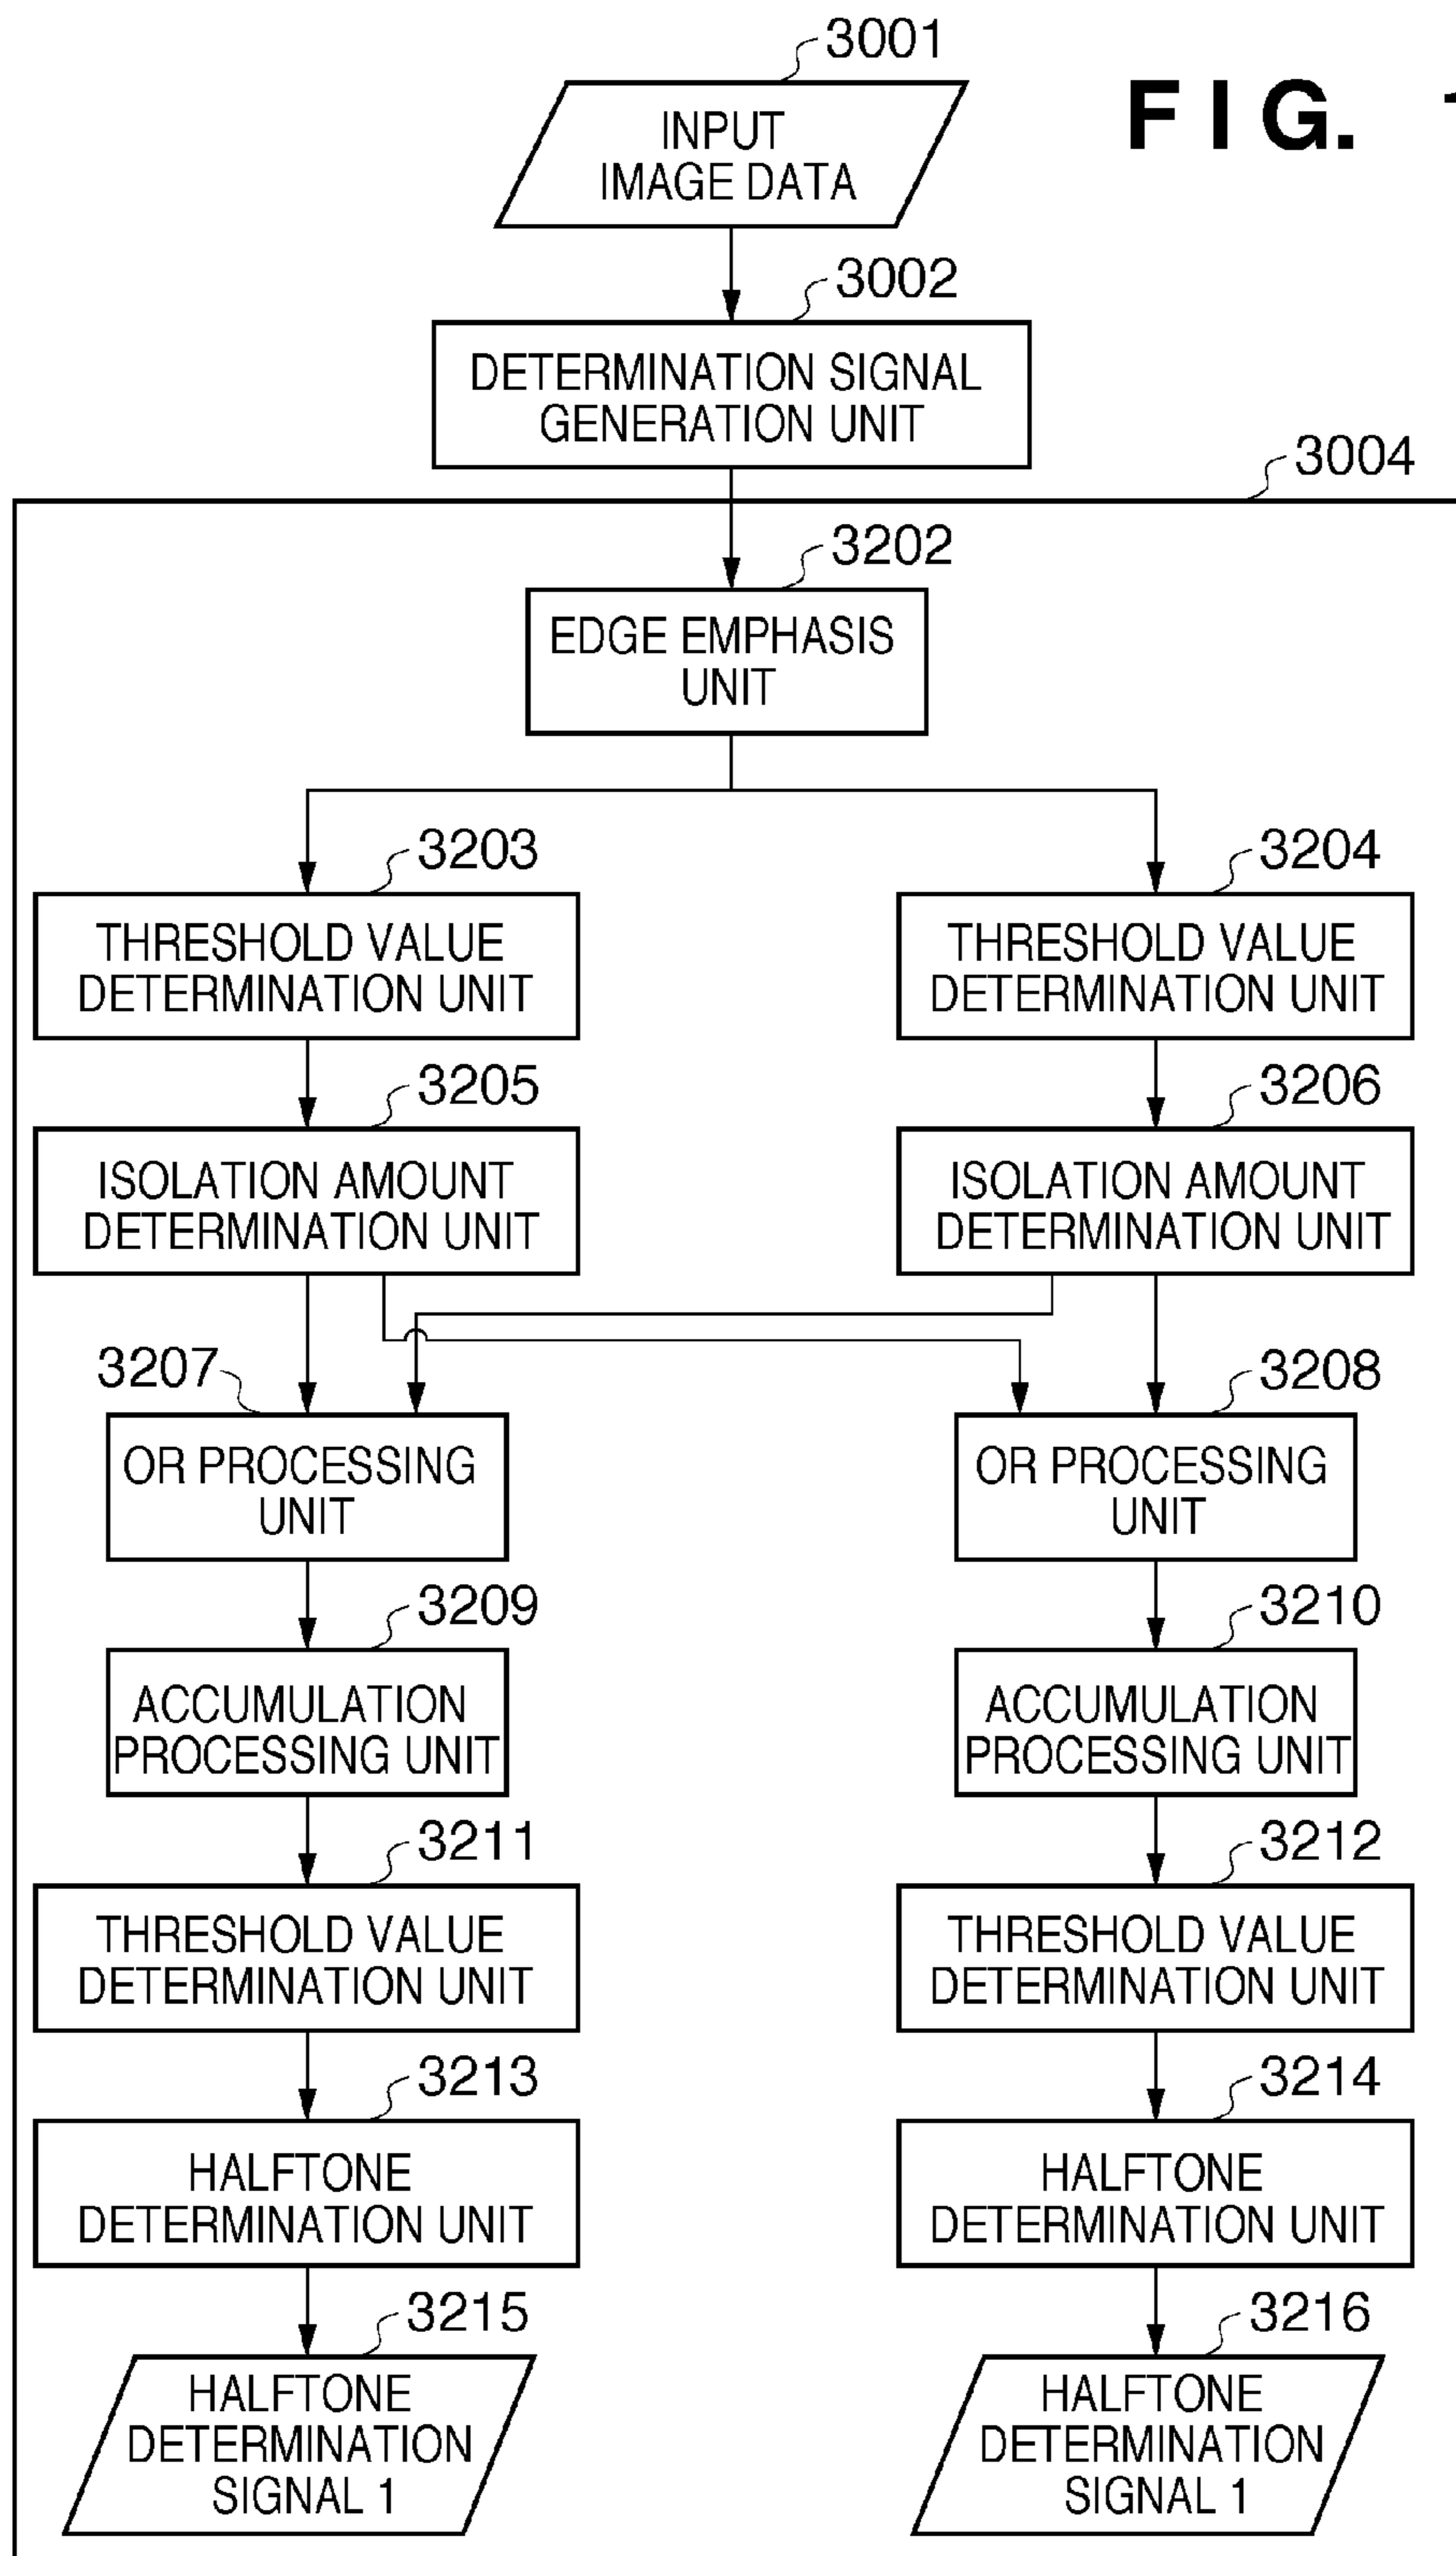 3001
FIG. 1
INPUT
IMAGE DATA
3002
DETERMINATION SIGNAL
GENERATION UNIT
3004
3202
EDGE EMPHASIS
UNIT
3203
3204
THRESHOLD VALUE
DETERMINATION UNIT
THRESHOLD VALUE
DETERMINATION UNIT
3205
3206
ISOLATION AMOUNT
DETERMINATION UNIT
ISOLATION AMOUNT
DETERMINATION UNIT
3207
3208
OR PROCESSING
UNIT
OR PROCESSING
UNIT
3209
3210
ACCUMULATION
PROCESSING UNIT
ACCUMULATION
PROCESSING UNIT
3211
3212
THRESHOLD VALUE
DETERMINATION UNIT
THRESHOLD VALUE
DETERMINATION UNIT
3213
3214
HALFTONE
DETERMINATION UNIT
HALFTONE
DETERMINATION UNIT
3215
3216
HALFTONE
DETERMINATION
SIGNAL 1
HALFTONE
DETERMINATION
SIGNAL 1